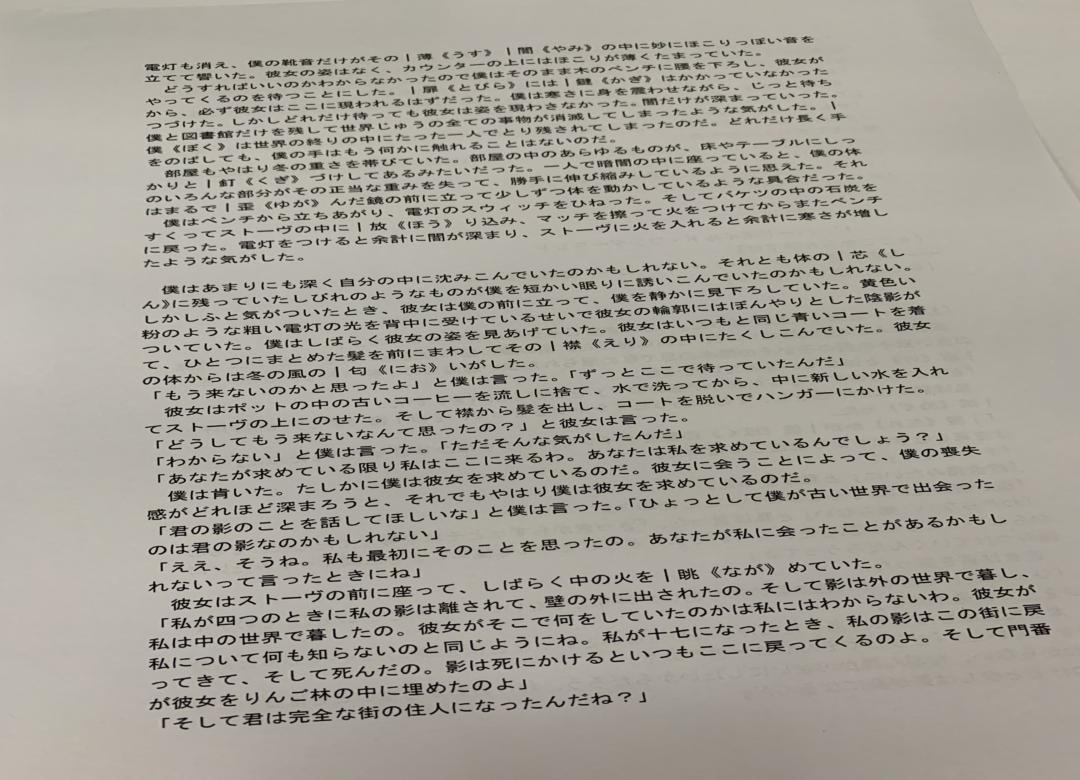 電灯も消え、僕の靴音だけがその｜薄《うす》｜闇《やみ》の中に妙にほこりっぽい音を
立てて響いた。彼女の姿はなく、カウンターの上にはほこりが薄くたまっていた。
　どうすればいいのかわからなかったので僕はそのまま木のベンチに腰を下ろし、彼女が
やってくるのを待つことにした。｜扉《とびら》には｜鍵《かぎ》はかかっていなかった
から、必ず彼女はここに現われるはずだった。僕は寒さに身を震わせながら、じっと待ち
つづけた。しかしどれだけ待っても彼女は姿を現わさなかった。闇だけが深まっていった。
僕と図書館だけを残して世界じゅうの全ての事物が消滅してしまったような気がした。｜
僕《ぼく》は世界の終りの中にたった一人でとり残されてしまったのだ。どれだけ長く手
をのばしても、僕の手はもう何かに触れることはないのだ。
　部屋もやはり冬の重さを帯びていた。部屋の中のあらゆるものが、床やテーブルにしっ
かりと｜釘《くぎ》づけしてあるみたいだった。一人で暗闇の中に座っていると、僕の体
のいろんな部分がその正当な重みを失って、勝手に伸び縮みしているように思えた。それ
はまるで｜歪《ゆが》んだ鏡の前に立って少しずつ体を動かしているような具合だった。
　僕はベンチから立ちあがり、電灯のスウィッチをひねった。そしてバケツの中の石炭を
すくってストーヴの中に｜放《ほう》り込み、マッチを擦って火をつけてからまたベンチ
に戻った。電灯をつけると余計に闇が深まり、ストーヴに火を入れると余計に寒さが増し
たような気がした。
　僕はあまりにも深く自分の中に沈みこんでいたのかもしれない。それとも体の｜芯《し
ん》に残っていたしびれのようなものが僕を短かい眠りに誘いこんでいたのかもしれない。
しかしふと気がついたとき、彼女は僕の前に立って、僕を静かに見下ろしていた。黄色い
粉のような粗い電灯の光を背中に受けているせいで彼女の輪郭にはぼんやりとした陰影が
ついていた。僕はしばらく彼女の姿を見あげていた。彼女はいつもと同じ青いコートを着
て、ひとつにまとめた髪を前にまわしてその｜襟《えり》の中にたくしこんでいた。彼女
の体からは冬の風の｜匂《にお》いがした。
「もう来ないのかと思ったよ」と僕は言った。「ずっとここで待っていたんだ」
　彼女はポットの中の古いコーヒーを流しに捨て、水で洗ってから、中に新しい水を入れ
てストーヴの上にのせた。そして襟から髪を出し、コートを脱いでハンガーにかけた。
「どうしてもう来ないなんて思ったの？」と彼女は言った。
「わからない」と僕は言った。「ただそんな気がしたんだ」
「あなたが求めている限り私はここに来るわ。あなたは私を求めているんでしょう？」
　僕は肯いた。たしかに僕は彼女を求めているのだ。彼女に会うことによって、僕の喪失
感がどれほど深まろうと、それでもやはり僕は彼女を求めているのだ。
「君の影のことを話してほしいな」と僕は言った。「ひょっとして僕が古い世界で出会った
のは君の影なのかもしれない」
「ええ、そうね。私も最初にそのことを思ったの。あなたが私に会ったことがあるかもし
れないって言ったときにね」
　彼女はストーヴの前に座って、しばらく中の火を｜眺《なが》めていた。
「私が四つのときに私の影は離されて、壁の外に出されたの。そして影は外の世界で暮し、
私は中の世界で暮したの。彼女がそこで何をしていたのかは私にはわからないわ。彼女が
私について何も知らないのと同じようにね。私が十七になったとき、私の影はこの街に戻
ってきて、そして死んだの。影は死にかけるといつもここに戻ってくるのよ。そして門番
が彼女をりんご林の中に埋めたのよ」
「そして君は完全な街の住人になったんだね？」